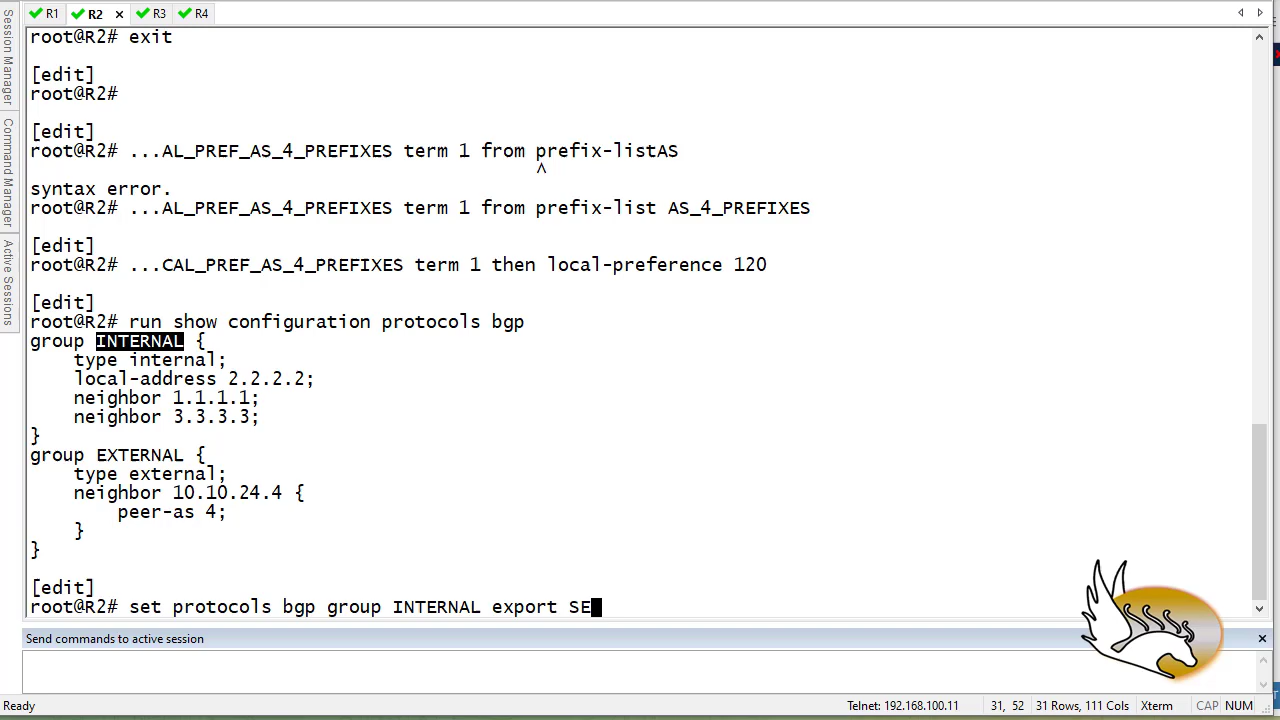 R1
R2
R3
R4
Session Manager
Command Manager
Active Sessions
root@R2# exit
[edit]
root@R2#
[edit]
root@R2# ...AL_PREF_AS_4_PREFIXES term 1 from prefix-listAS
^
syntax error.
root@R2# ...AL_PREF_AS_4_PREFIXES term 1 from prefix-list AS_4_PREFIXES
[edit]
root@R2# ...CAL_PREF_AS_4_PREFIXES term 1 then local-preference 120
[edit]
root@R2# run show configuration protocols bgp
group INTERNAL {
type internal;
local-address 2.2.2.2;
neighbor 1.1.1.1;
neighbor 3.3.3.3;
}
group EXTERNAL {
type external;
neighbor 10.10.24.4 {
peer-as 4;
}
}
[edit]
root@R2# set protocols bgp group INTERNAL export SE
Send commands to active session
Ready
Telnet: 192.168.100.11
31, 52
31 Rows, 111 Cols
Xterm
CAP
NUM